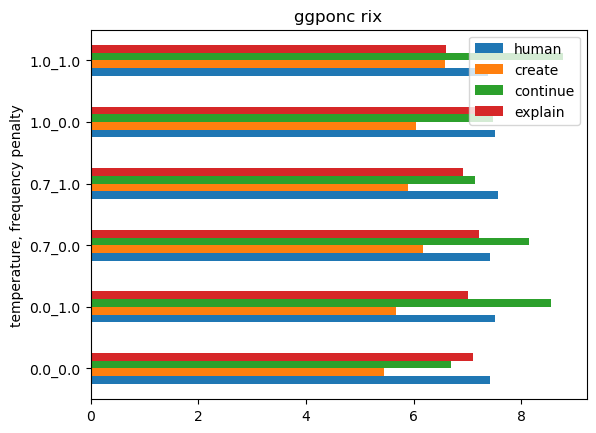 ggponc rix
human
create
continue
explain
temperature, frequency penalty
1.0_1.0
1.0_0.0
0.7_1.0
0.7_0.0
0.0_1.0
0.0_0.0
0 2 4 6 8